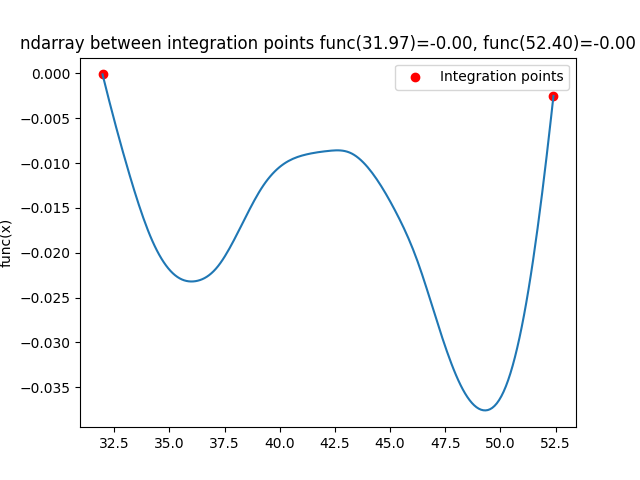 ndarray between integration points func(31.97)=-0.00, func(52.40)=-0.00
Integration points
func(x)
0.000
−0.005
−0.010
−0.015
−0.020
−0.025
−0.030
−0.035
32.5 35.0 37.5 40.0 42.5 45.0 47.5 50.0 52.5